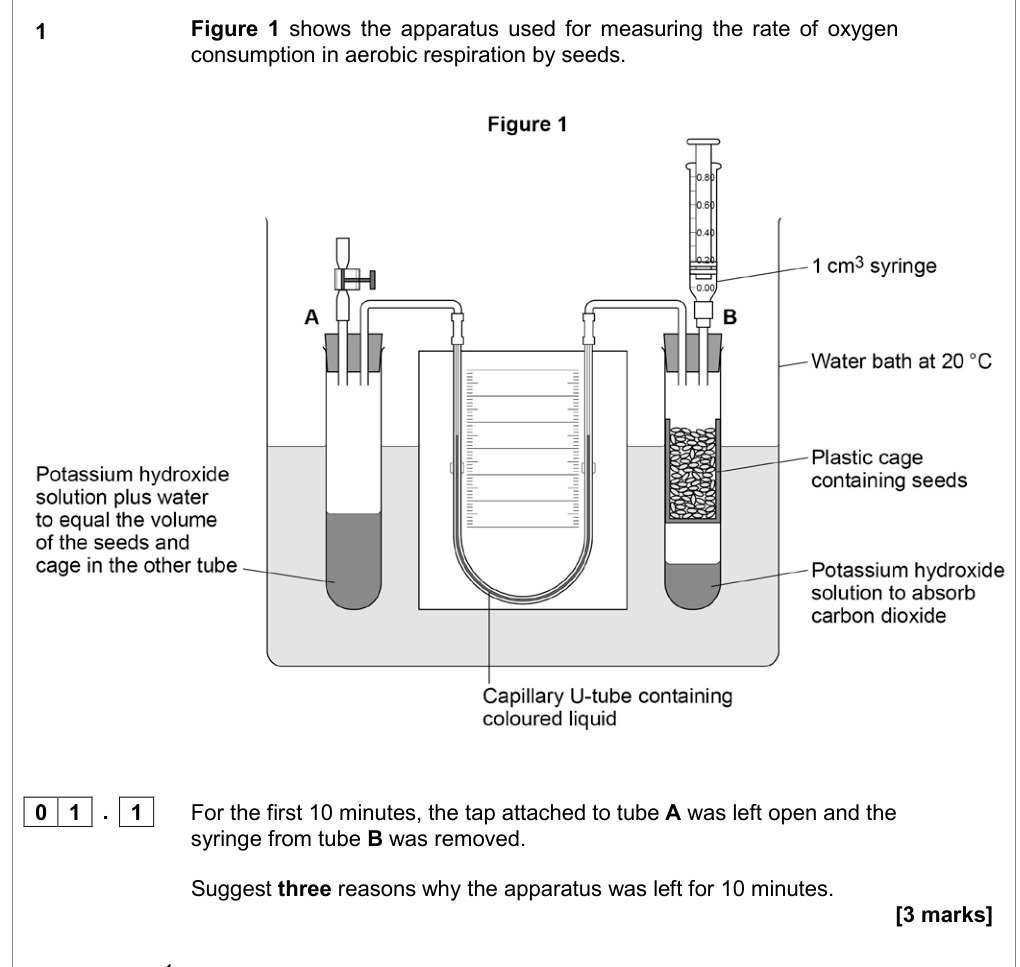 1
Figure 1 shows the apparatus used for measuring the rate of oxygen
consumption in aerobic respiration by seeds.
Figure 1
0.80
0.60
0.40
0.20
0.00
1 cm³ syringe
A
B
Water bath at 20 °C
Plastic cage
containing seeds
Potassium hydroxide
solution plus water
to equal the volume
of the seeds and
cage in the other tube
Potassium hydroxide
solution to absorb
carbon dioxide
Capillary U-tube containing
coloured liquid
0 1 . 1
For the first 10 minutes, the tap attached to tube A was left open and the
syringe from tube B was removed.
Suggest three reasons why the apparatus was left for 10 minutes.
[3 marks]